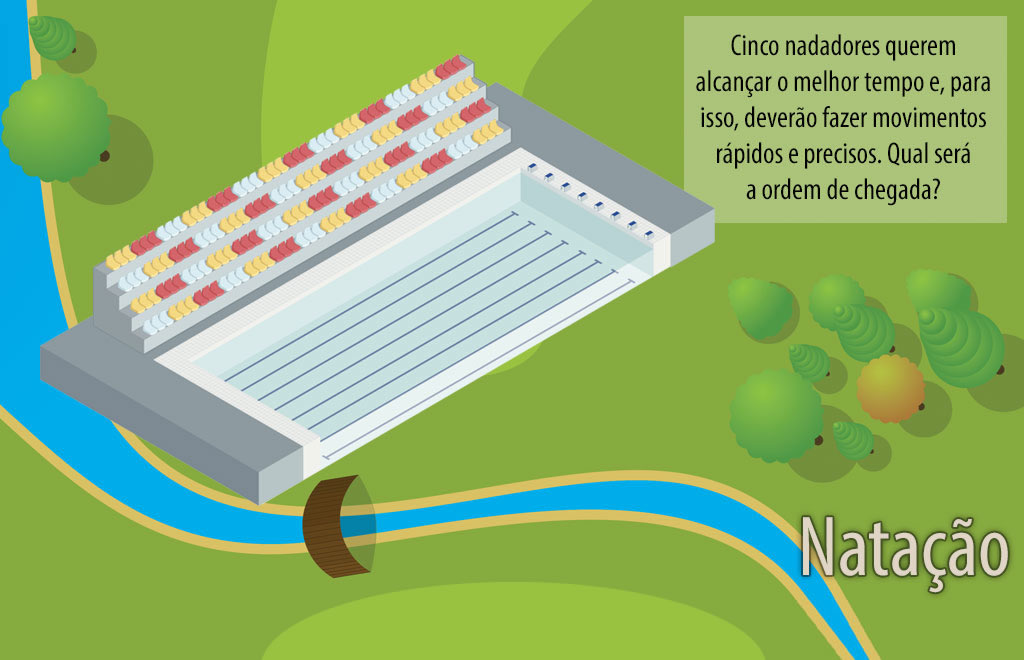 Cinco nadadores querem
alcançar o melhor tempo e, para
isso, deverão fazer movimentos
rápidos e precisos. Qual será
a ordem de chegada?
Natação